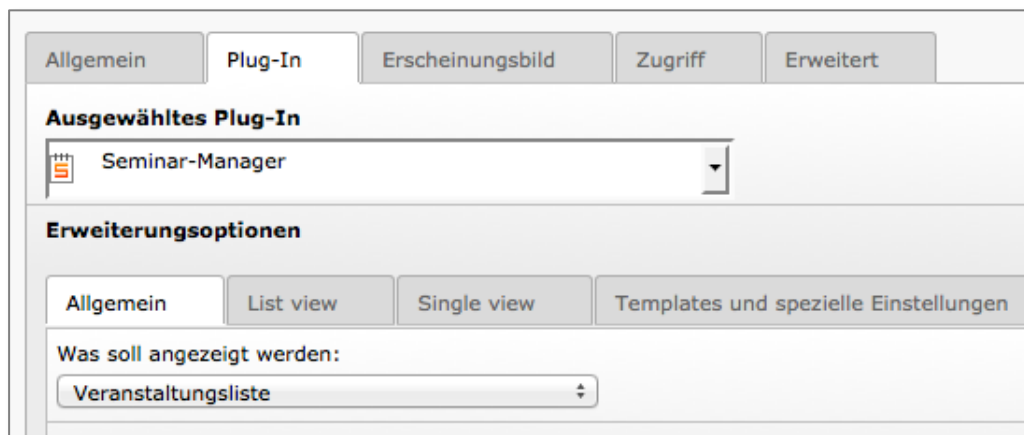 Allgemein Plug-In Erscheinungsbild Zugriff Erweitert
Ausgewähltes Plug-In
S Seminar-Manager
Erweiterungsoptionen
Allgemein List view Single view Templates und spezielle Einstellungen
Was soll angezeigt werden:
Veranstaltungsliste